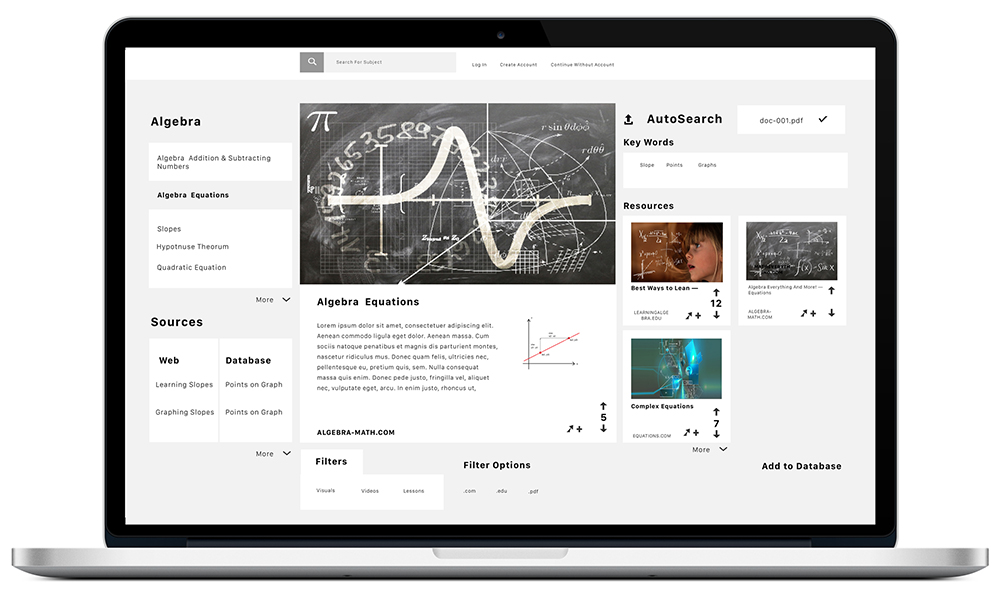 Search For Subject
Log In
Create Account
Continue Without Account
Algebra
Algebra Addition & Subtracting
Numbers
Algebra Equations
Slopes
Hypotnuse Theorum
Quadratic Equation
More
Sources
Web
Database
Learning Slopes
Points on Graph
Graphing Slopes
Points on Graph
More
π
r sin θ dϕ
rdθ
dr
Algebra Equations
Lorem ipsum dolor sit amet, consectetuer adipiscing elit.
Aenean commodo ligula eget dolor. Aenean massa. Cum
sociis natoque penatibus et magnis dis parturient montes,
nascetur ridiculus mus. Donec quam felis, ultricies nec,
pellentesque eu, pretium quis, sem. Nulla consequat
massa quis enim. Donec pede justo, fringilla vel, aliquet
nec, vulputate eget, arcu. In enim justo, rhoncus ut,
ALGEBRA-MATH.COM
5
Filters
Visuals
Videos
Lessons
Filter Options
.com
.edu
.pdf
AutoSearch
doc-001.pdf
Key Words
Slope
Points
Graphs
Resources
Best Ways to Lean —
12
LEARNINGALGE
BRA.EDU
Algebra Everything And More! —
Equations
ALGEBRA-
MATH.COM
Complex Equations
7
EQUATIONS.COM
More
Add to Database